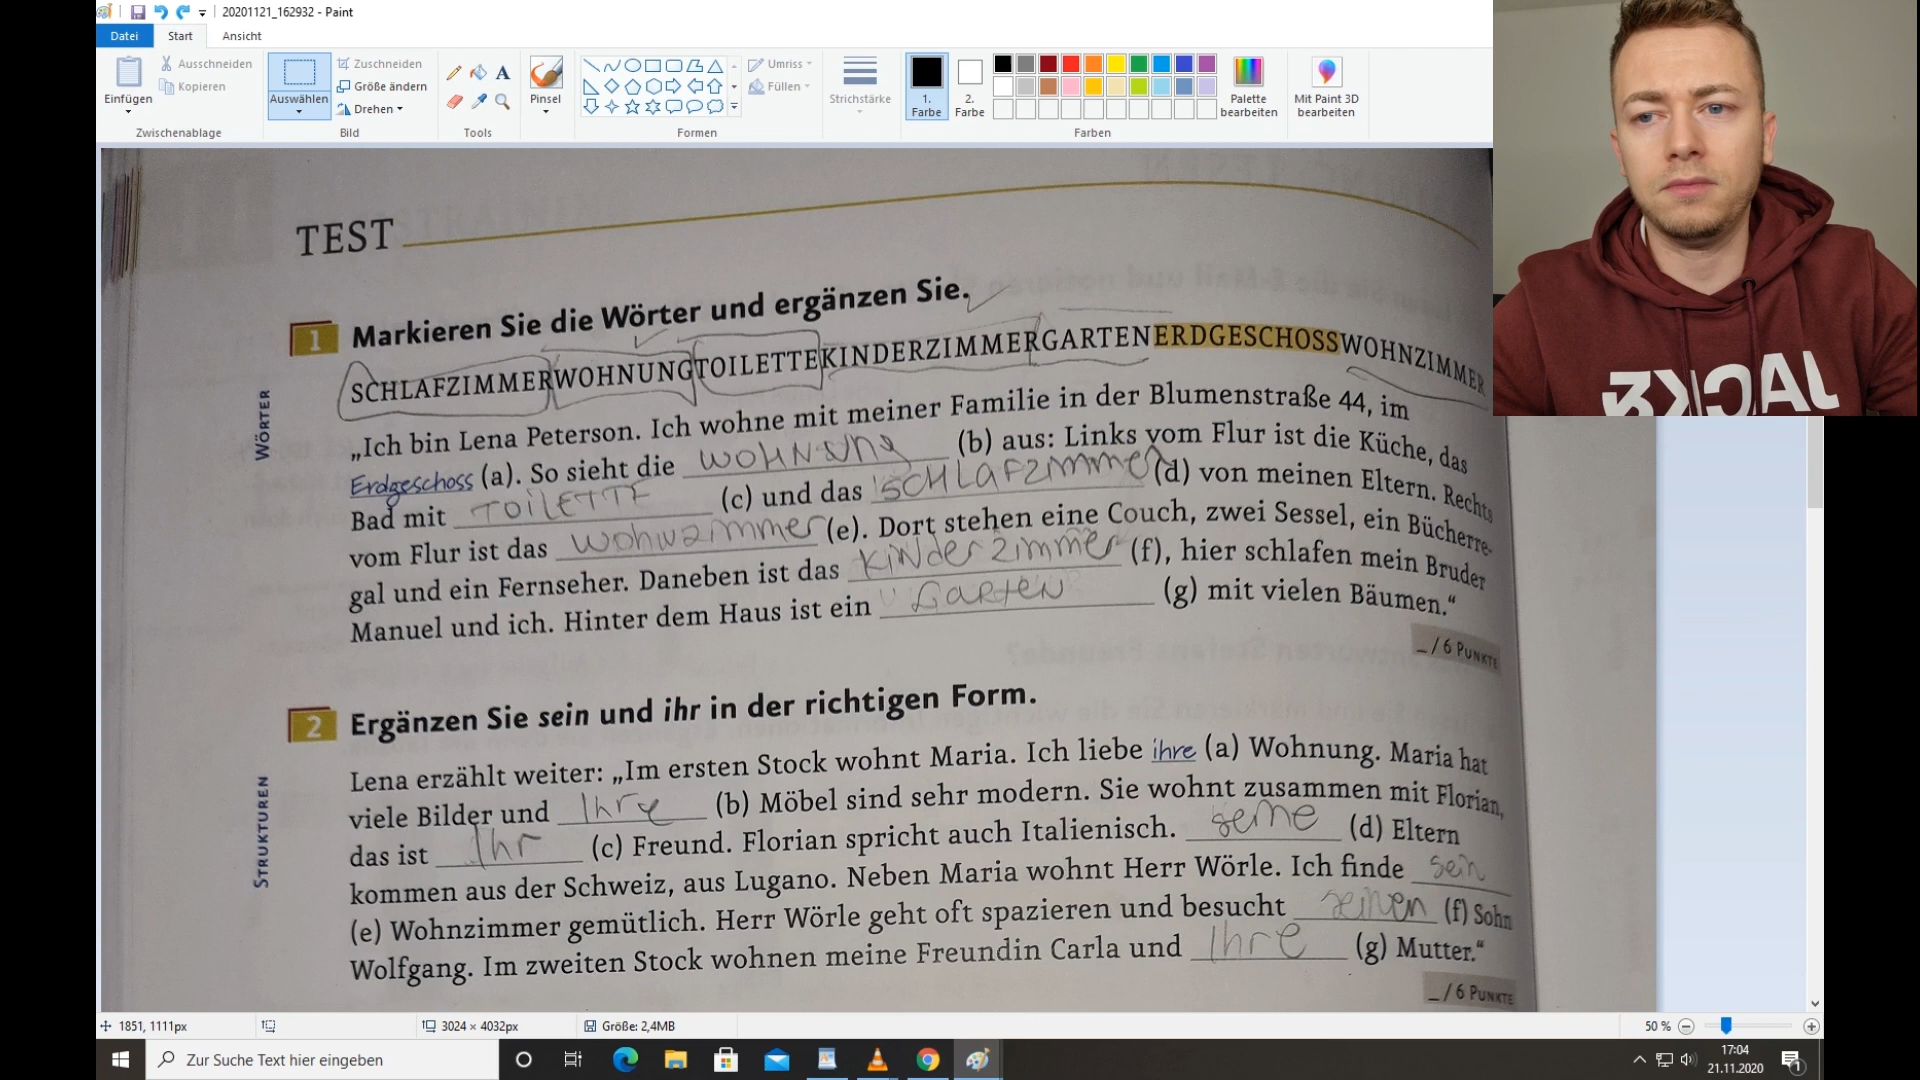 20201121_162932 - Paint
Datei Start Ansicht
Einfügen
Ausschneiden
Kopieren
Zwischenablage
Auswählen
Zuschneiden
Größe ändern
Drehen
Bild
Tools
Pinsel
Formen
Umriss
Füllen
Strichstärke
1. Farbe
2. Farbe
Farben
Palette bearbeiten
Mit Paint 3D bearbeiten
TEST
1 Markieren Sie die Wörter und ergänzen Sie.
SCHLAFZIMMERWOHNUNGTOILETTEKINDERZIMMERGARTENERDGESCHOSSWOHNZIMMER
WÖRTER
„Ich bin Lena Peterson. Ich wohne mit meiner Familie in der Blumenstraße 44, im
Erdgeschoss (a). So sieht die WOHNUNG (b) aus: Links vom Flur ist die Küche, das
Bad mit TOILETTE (c) und das SCHLAFZIMMER (d) von meinen Eltern. Rechts
vom Flur ist das Wohnzimmer (e). Dort stehen eine Couch, zwei Sessel, ein Bücherre-
gal und ein Fernseher. Daneben ist das Kinderzimmer (f), hier schlafen mein Bruder
Manuel und ich. Hinter dem Haus ist ein Garten (g) mit vielen Bäumen.“
_/6 PUNKTE
2 Ergänzen Sie sein und ihr in der richtigen Form.
STRUKTUREN
Lena erzählt weiter: „Im ersten Stock wohnt Maria. Ich liebe ihre (a) Wohnung. Maria hat
viele Bilder und Ihre (b) Möbel sind sehr modern. Sie wohnt zusammen mit Florian,
das ist Ihr (c) Freund. Florian spricht auch Italienisch. seine (d) Eltern
kommen aus der Schweiz, aus Lugano. Neben Maria wohnt Herr Wörle. Ich finde sein
(e) Wohnzimmer gemütlich. Herr Wörle geht oft spazieren und besucht seinen (f) Sohn
Wolfgang. Im zweiten Stock wohnen meine Freundin Carla und Ihre (g) Mutter.“
_/6 PUNKTE
JACK3
1851, 1111px
3024 × 4032px
Größe: 2,4MB
50 %
Zur Suche Text hier eingeben
17:04
21.11.2020
1